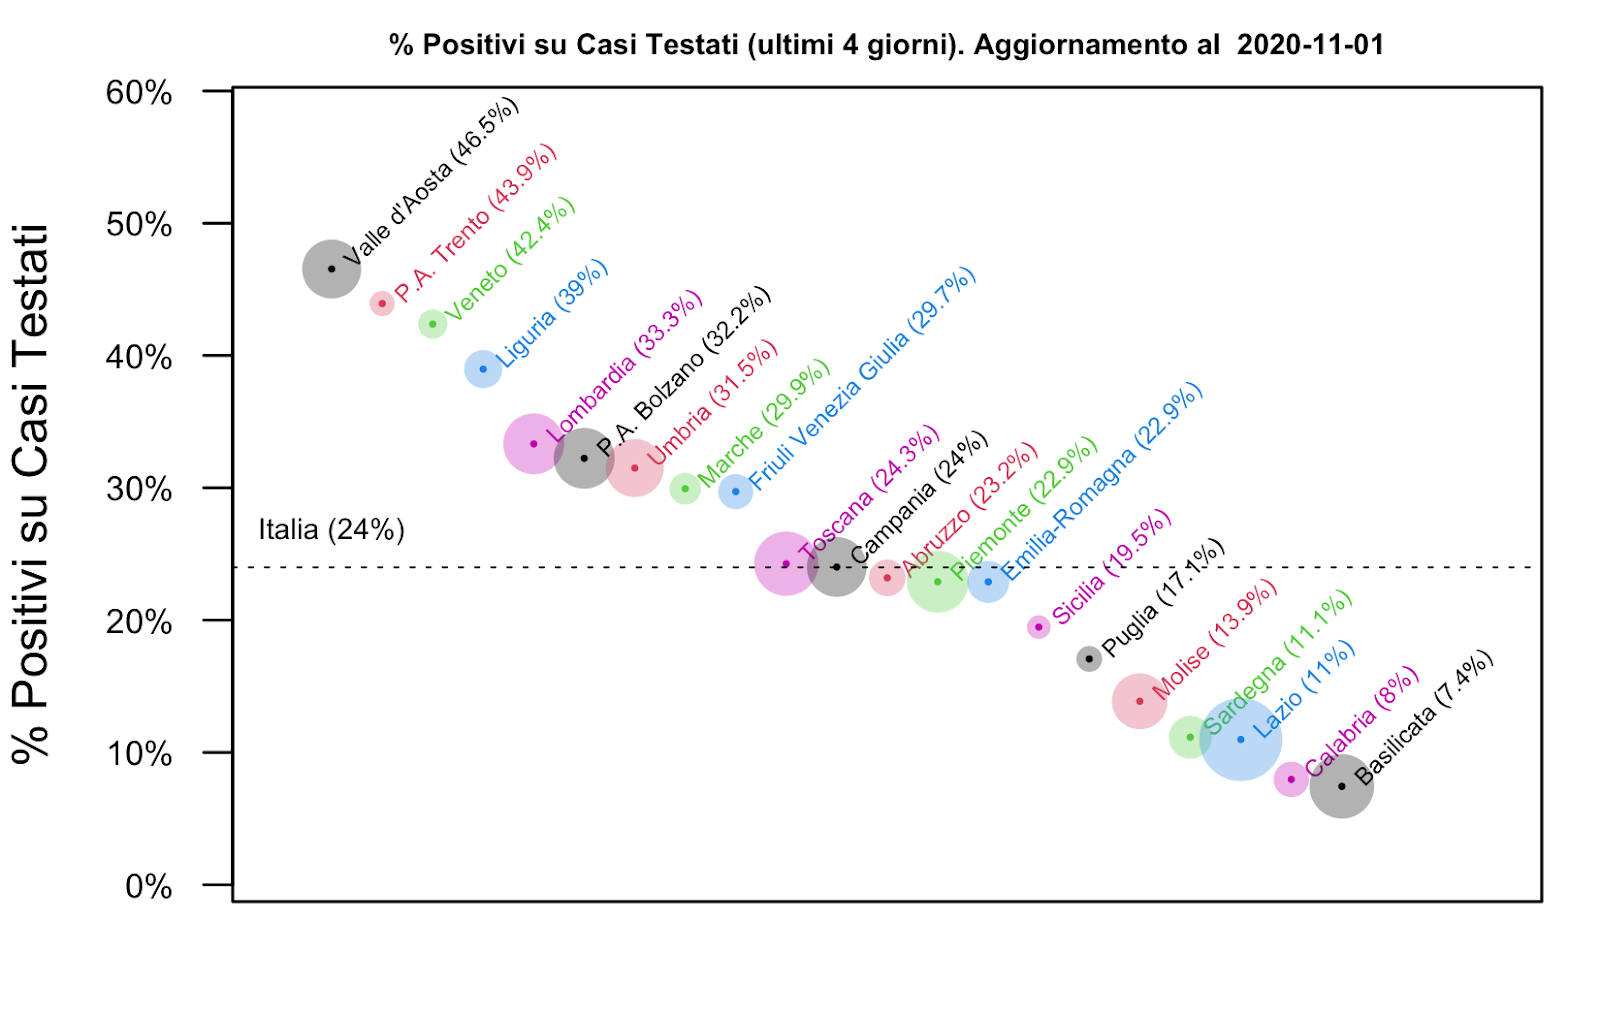 % Positivi su Casi Testati (ultimi 4 giorni). Aggiornamento al  2020-11-01
% Positivi su Casi Testati
60%
50%
40%
30%
20%
10%
0%
Italia (24%)
Valle d'Aosta (46.5%)
P.A. Trento (43.9%)
Veneto (42.4%)
Liguria (39%)
Lombardia (33.3%)
P.A. Bolzano (32.2%)
Umbria (31.5%)
Marche (29.9%)
Friuli Venezia Giulia (29.7%)
Toscana (24.3%)
Campania (24%)
Abruzzo (23.2%)
Piemonte (22.9%)
Emilia-Romagna (22.9%)
Sicilia (19.5%)
Puglia (17.1%)
Molise (13.9%)
Sardegna (11.1%)
Lazio (11%)
Calabria (8%)
Basilicata (7.4%)